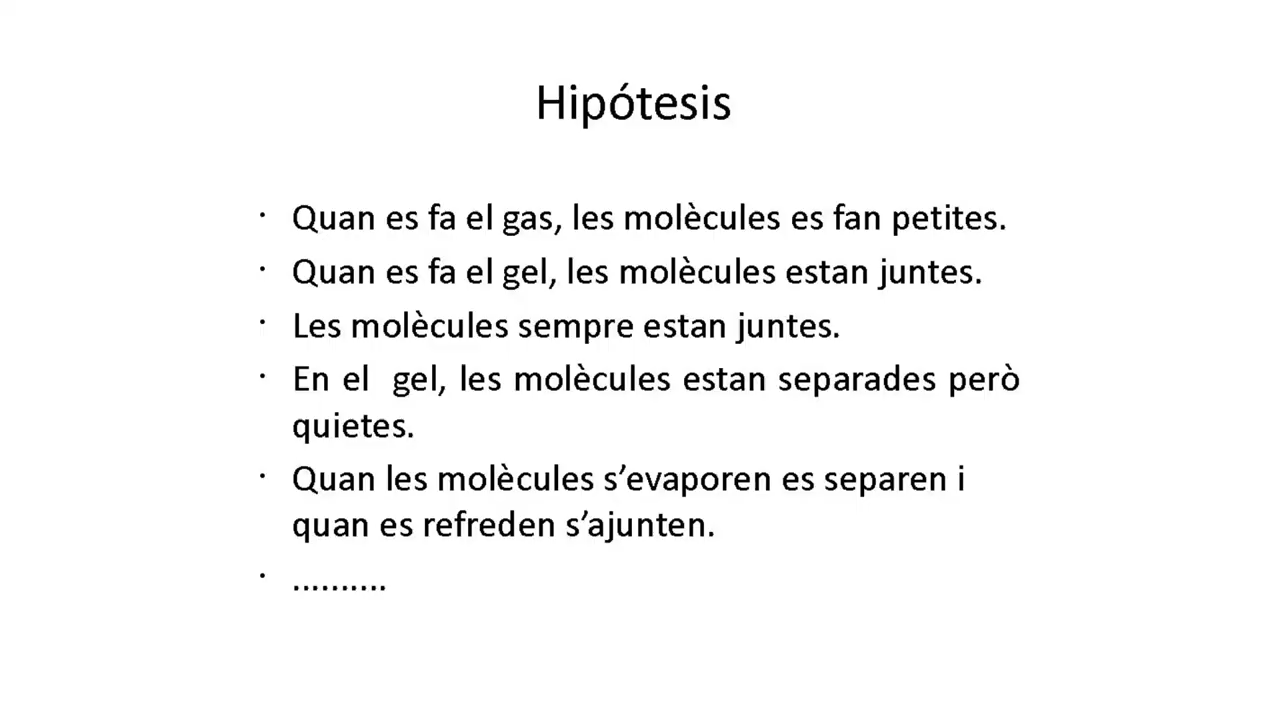 Hipótesis
· Quan es fa el gas, les molècules es fan petites.
· Quan es fa el gel, les molècules estan juntes.
· Les molècules sempre estan juntes.
· En el gel, les molècules estan separades però
quietes.
· Quan les molècules s’evaporen es separen i
quan es refreden s’ajunten.
· ..........